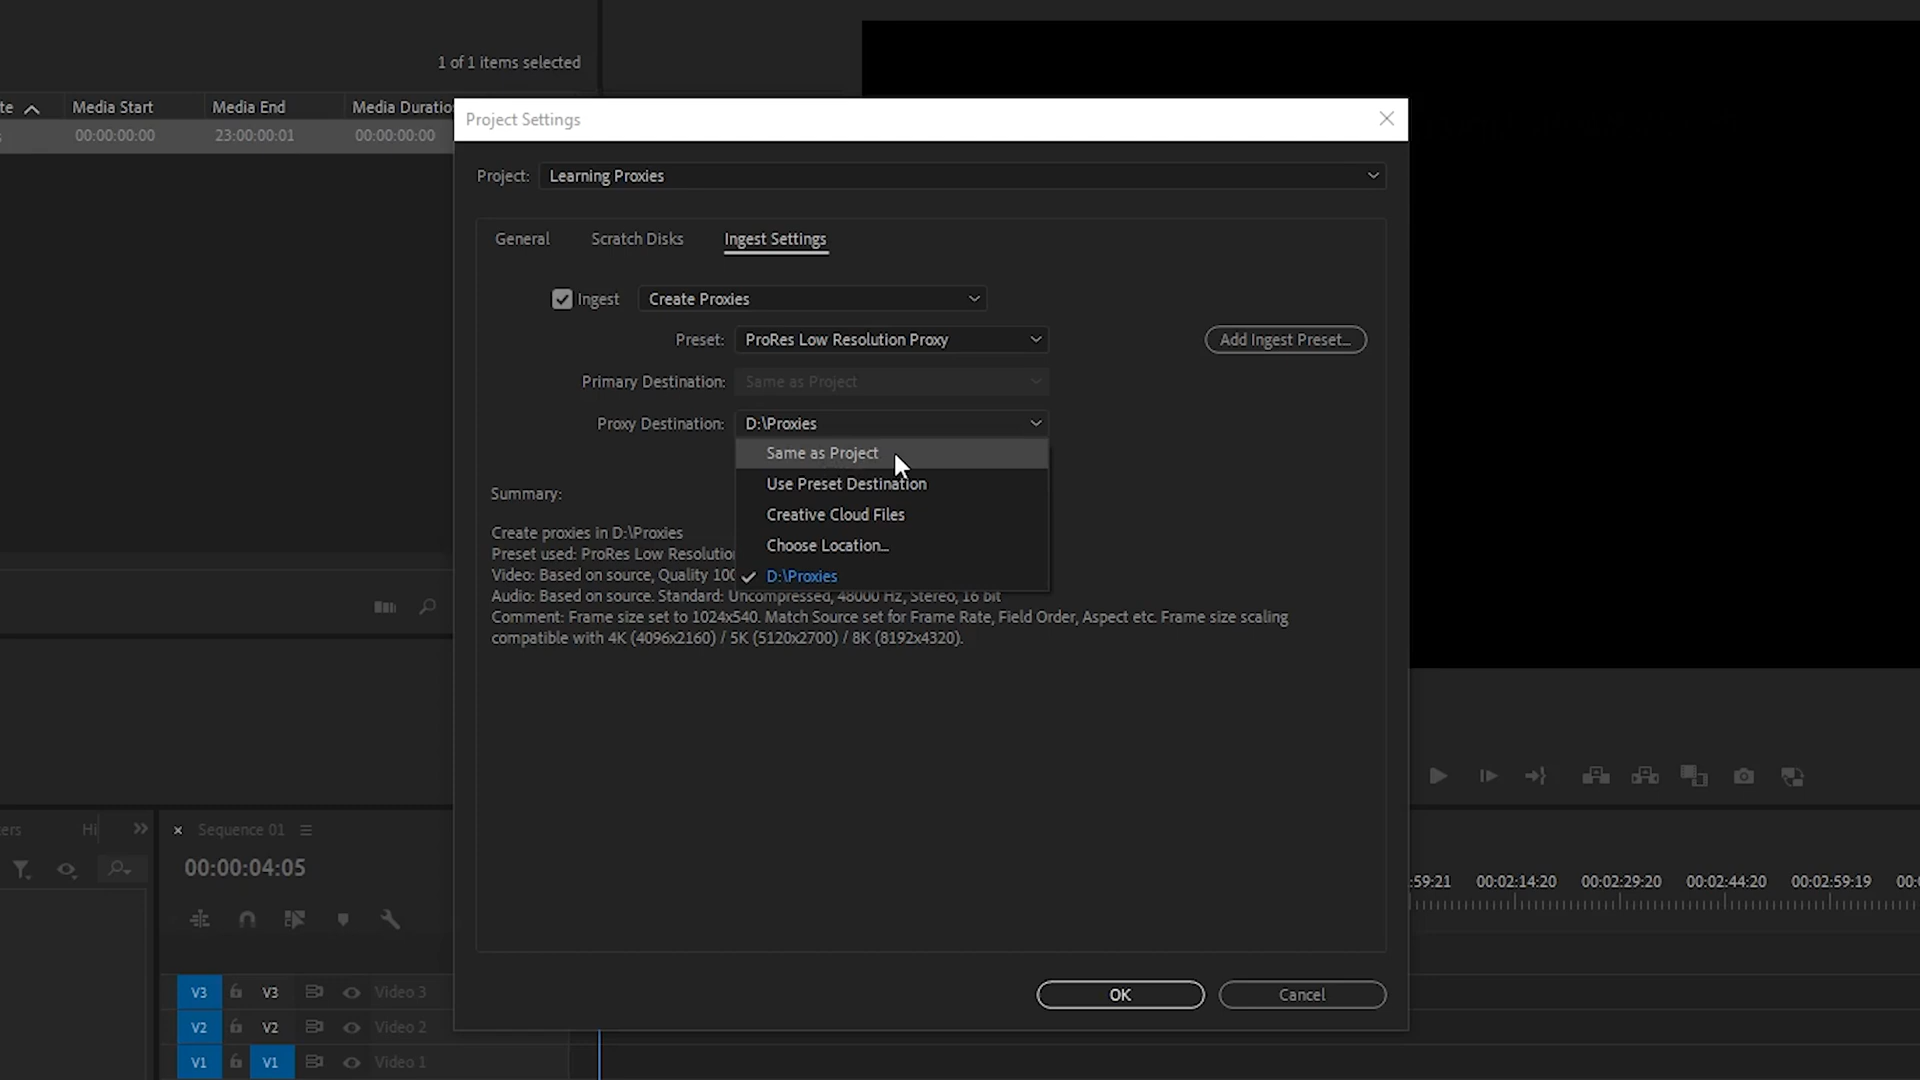 1 of 1 items selected
te Media Start Media End Media Duratio
00:00:00:00 23:00:00:01 00:00:00:00
Project Settings
Project: Learning Proxies
General Scratch Disks Ingest Settings
Ingest Create Proxies
Preset: ProRes Low Resolution Proxy Add Ingest Preset...
Primary Destination: Same as Project
Proxy Destination: D:\Proxies
Same as Project
Use Preset Destination
Creative Cloud Files
Choose Location...
D:\Proxies
Summary:
Create proxies in D:\Proxies
Preset used: ProRes Low Resolutio
Video: Based on source, Quality 100
Audio: Based on source. Standard: Uncompressed, 48000 Hz, Stereo, 16 bit
Comment: Frame size set to 1024x540. Match Source set for Frame Rate, Field Order, Aspect etc. Frame size scaling
compatible with 4K (4096x2160) / 5K (5120x2700) / 8K (8192x4320).
OK Cancel
ers Hi Sequence 01
00:00:04:05
:59:21 00:02:14:20 00:02:29:20 00:02:44:20 00:02:59:19 00:
V3 V3 Video 3
V2 V2 Video 2
V1 V1 Video 1